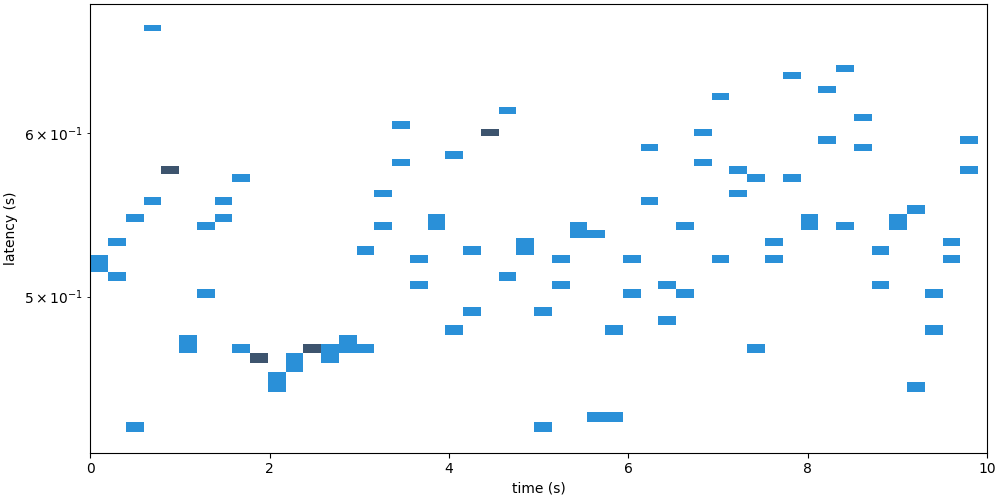 6 × 10⁻¹
5 × 10⁻¹
latency (s)
0 2 4 6 8 10
time (s)